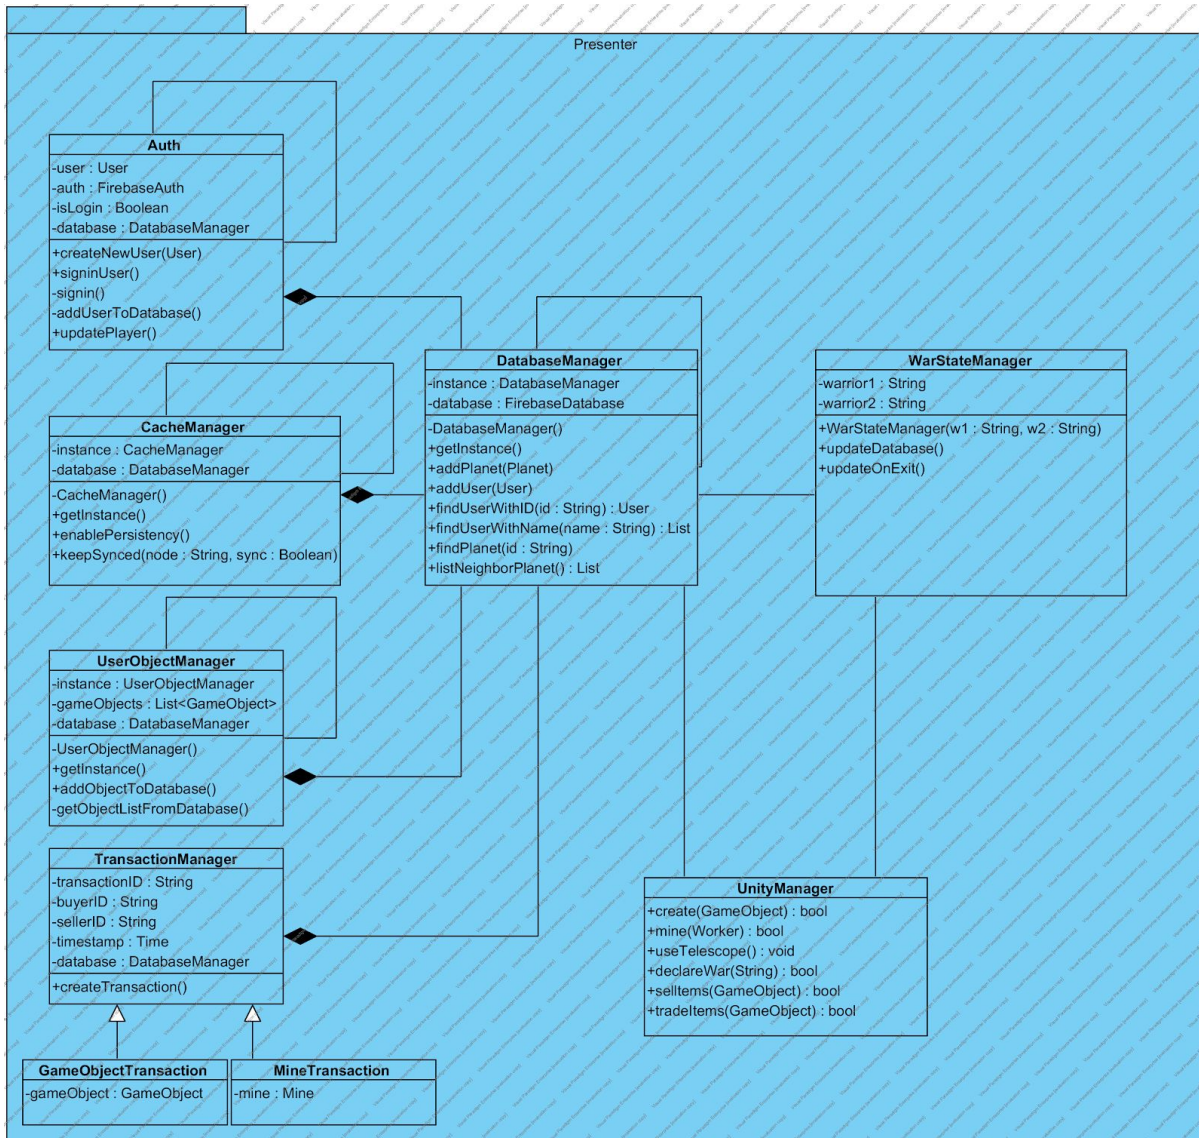 Presenter
Auth
-user : User
-auth : FirebaseAuth
-isLogin : Boolean
-database : DatabaseManager
+createNewUser(User)
+signinUser()
-signin()
-addUserToDatabase()
+updatePlayer()
CacheManager
-instance : CacheManager
-database : DatabaseManager
-CacheManager()
+getInstance()
+enablePersistency()
+keepSynced(node : String, sync : Boolean)
DatabaseManager
-instance : DatabaseManager
-database : FirebaseDatabase
-DatabaseManager()
+getInstance()
+addPlanet(Planet)
+addUser(User)
+findUserWithID(id : String) : User
+findUserWithName(name : String) : List
+findPlanet(id : String)
+listNeighborPlanet() : List
WarStateManager
-warrior1 : String
-warrior2 : String
+WarStateManager(w1 : String, w2 : String)
+updateDatabase()
+updateOnExit()
UserObjectManager
-instance : UserObjectManager
-gameObjects : List<GameObject>
-database : DatabaseManager
-UserObjectManager()
+getInstance()
+addObjectToDatabase()
-getObjectListFromDatabase()
TransactionManager
-transactionID : String
-buyerID : String
-sellerID : String
-timestamp : Time
-database : DatabaseManager
+createTransaction()
UnityManager
+create(GameObject) : bool
+mine(Worker) : bool
+useTelescope() : void
+declareWar(String) : bool
+selItems(GameObject) : bool
+tradeItems(GameObject) : bool
GameObjectTransaction
-gameObject : GameObject
MineTransaction
-mine : Mine